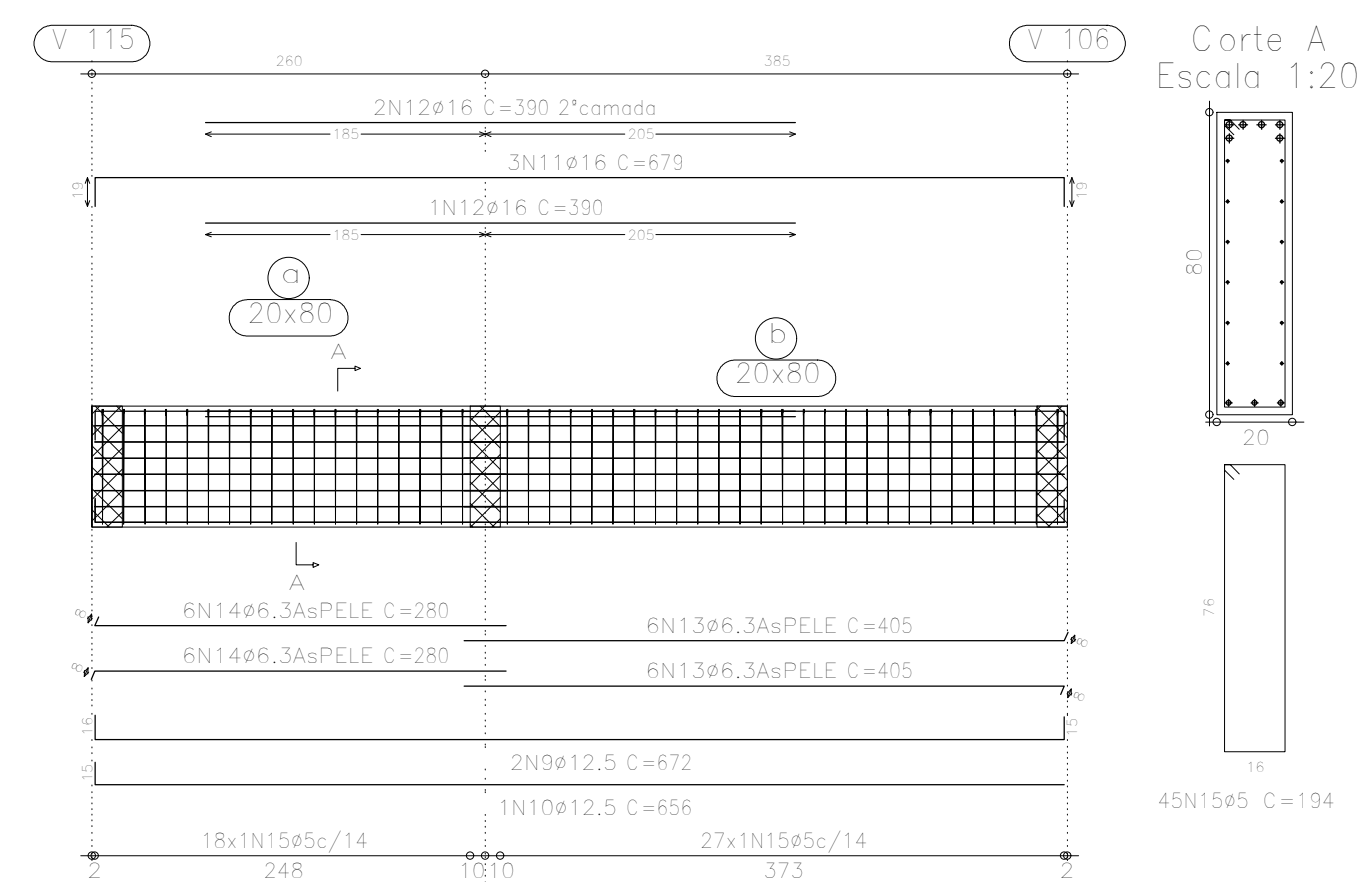 V 115
V 106
Corte A
Escala 1:20
260
385
2N12ø16 C=390 2ªcamada
185
205
3N11ø16 C=679
19
19
1N12ø16 C=390
185
205
a
20x80
b
20x80
A
A
80
20
6N14ø6.3AsPELE C=280
8
6N13ø6.3AsPELE C=405
8
6N14ø6.3AsPELE C=280
8
6N13ø6.3AsPELE C=405
8
16
15
2N9ø12.5 C=672
15
1N10ø12.5 C=656
76
16
45N15ø5 C=194
18x1N15ø5c/14
27x1N15ø5c/14
2
248
10
10
373
2